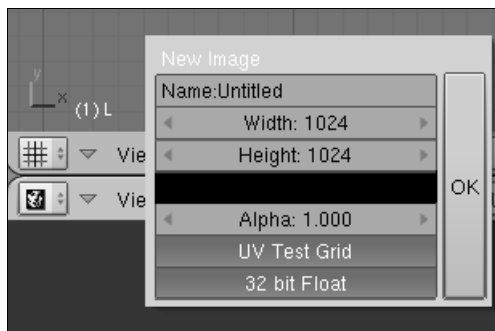 New Image
Name:Untitled
y
x
(1) L
Width: 1024
Vie
Height: 1024
OK
Vie
Alpha: 1.000
UV Test Grid
32 bit Float